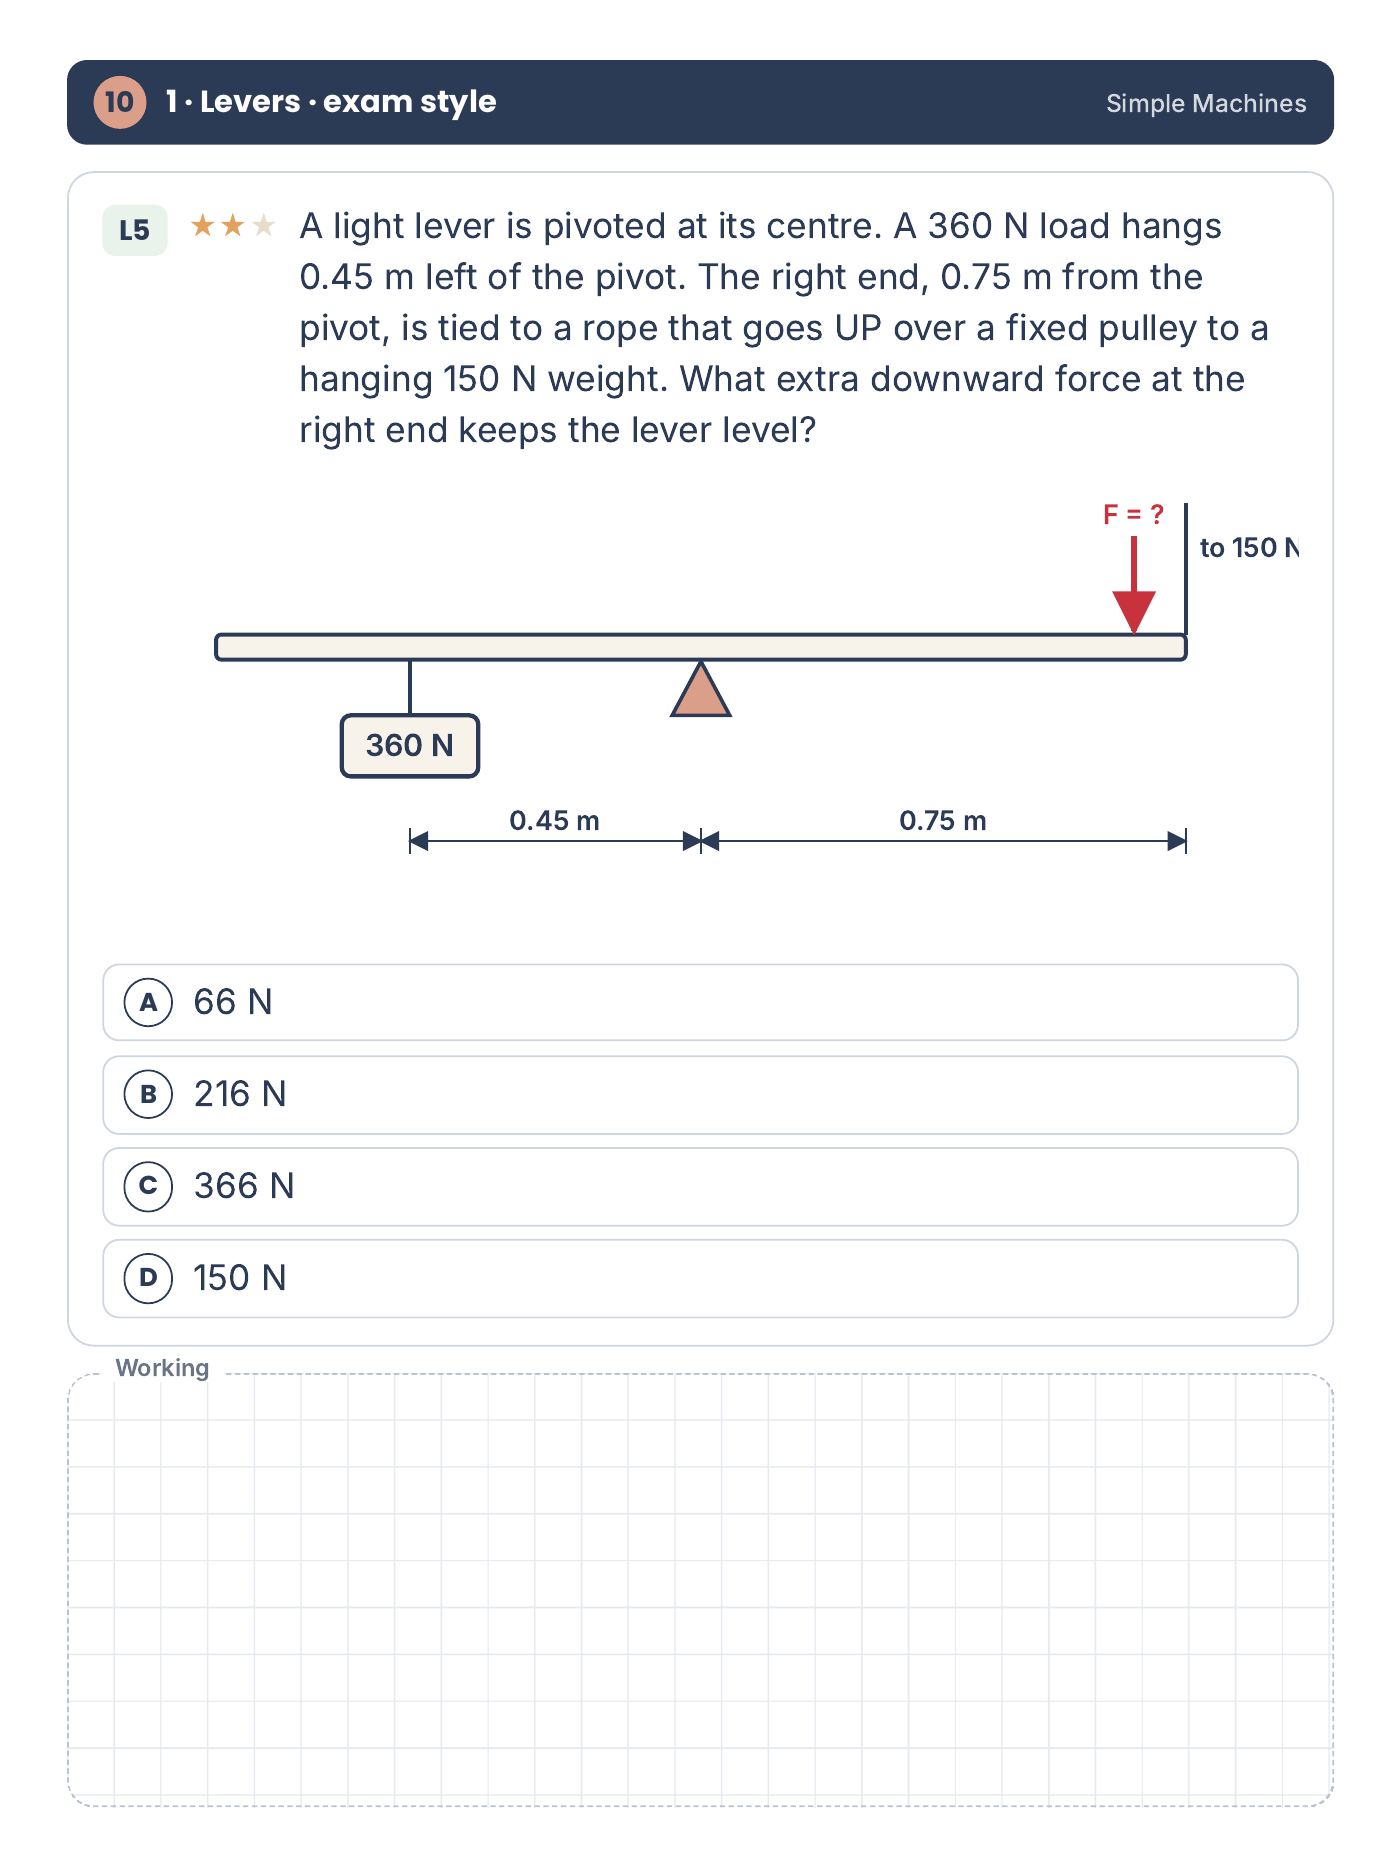 10 1 · Levers · exam style Simple Machines
L5 ★★★ A light lever is pivoted at its centre. A 360 N load hangs
0.45 m left of the pivot. The right end, 0.75 m from the
pivot, is tied to a rope that goes UP over a fixed pulley to a
hanging 150 N weight. What extra downward force at the
right end keeps the lever level?
F = ?
to 150 N
360 N
0.45 m 0.75 m
A 66 N
B 216 N
C 366 N
D 150 N
Working